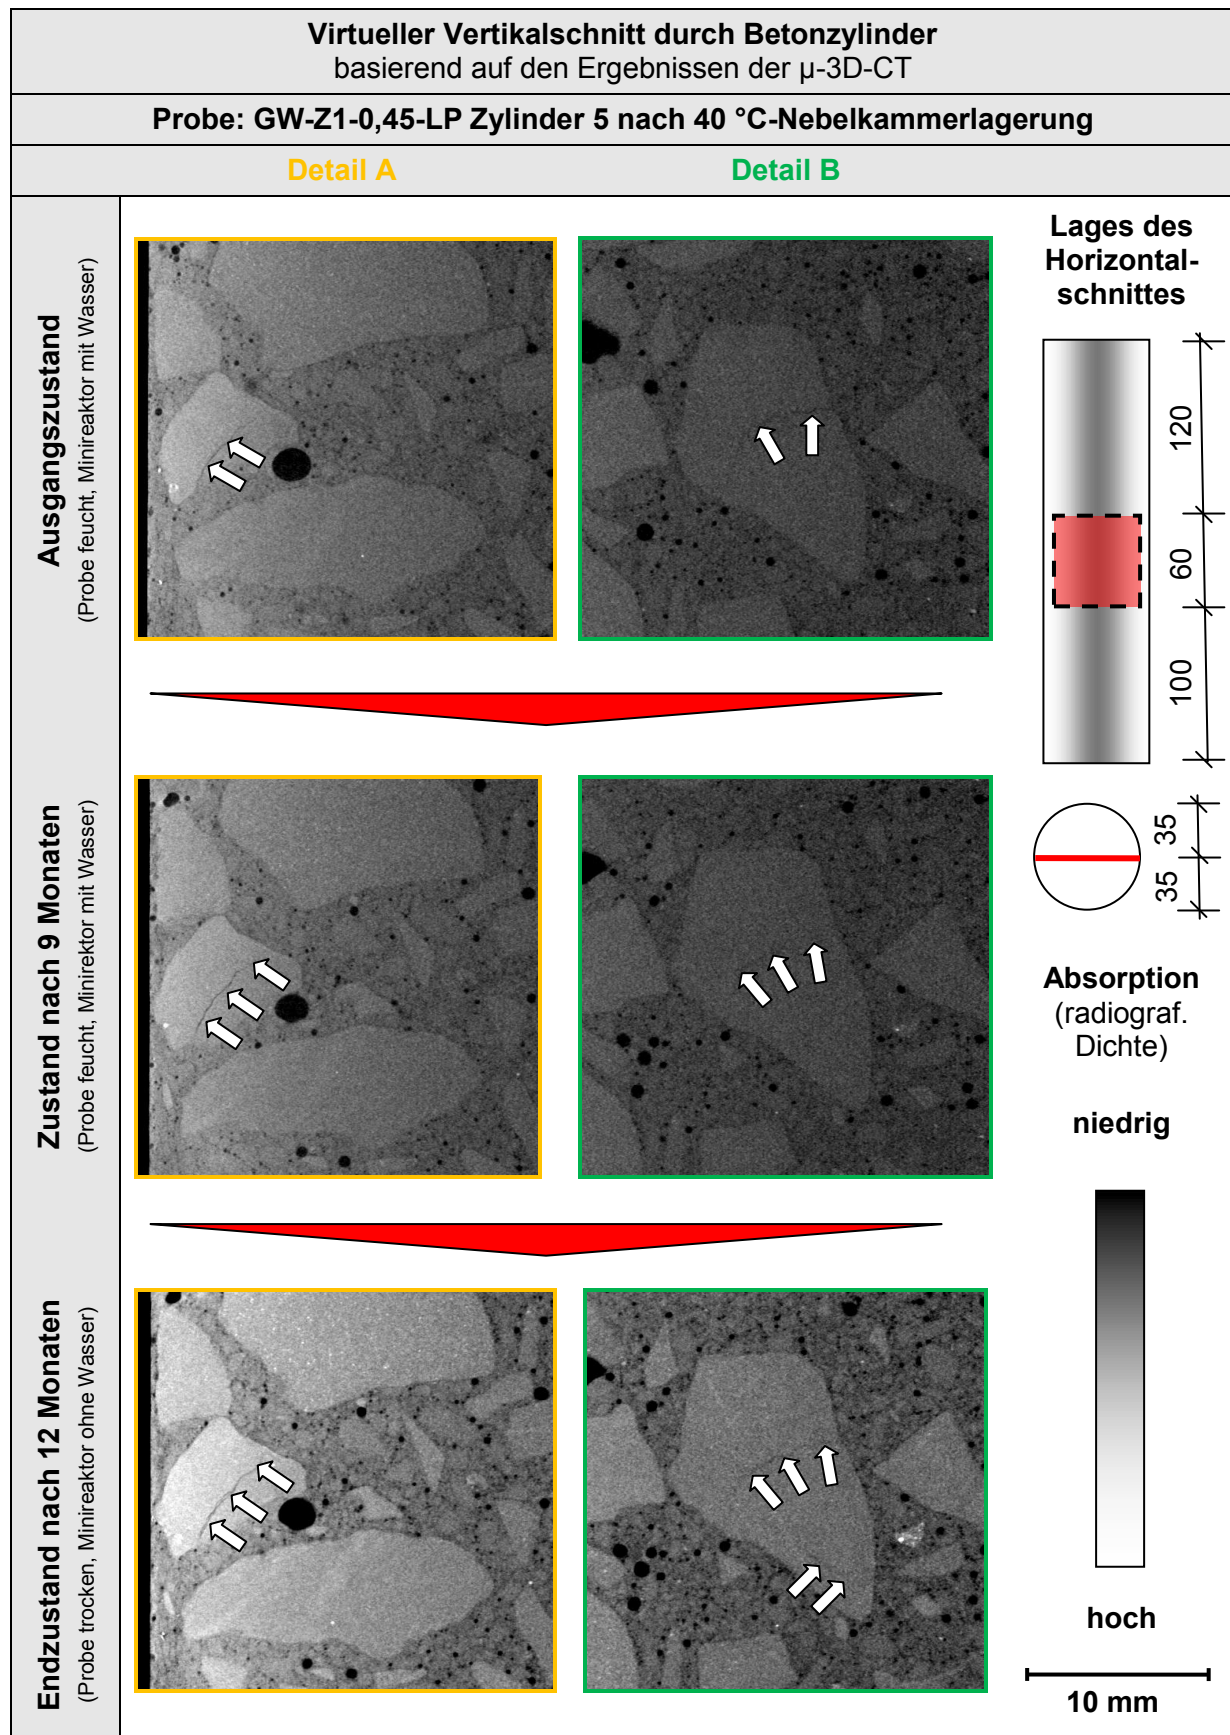 Virtueller Vertikalschnitt durch Betonzylinder
basierend auf den Ergebnissen der µ-3D-CT
Probe: GW-Z1-0,45-LP Zylinder 5 nach 40 °C-Nebelkammerlagerung
Detail A
Detail B
Ausgangszustand
(Probe feucht, Minireaktor mit Wasser)
Zustand nach 9 Monaten
(Probe feucht, Minirektor mit Wasser)
Endzustand nach 12 Monaten
(Probe trocken, Minireaktor ohne Wasser)
Lages des
Horizontal-
schnittes
120
60
100
35
35
Absorption
(radiograf.
Dichte)
niedrig
hoch
10 mm